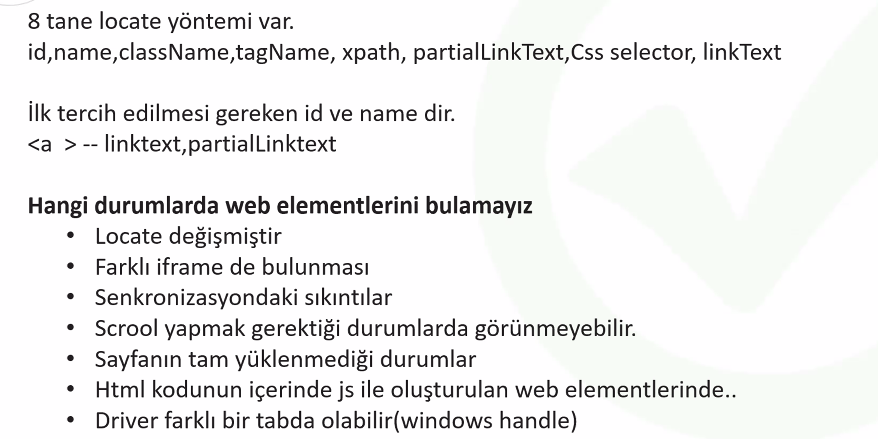 8 tane locate yöntemi var.
id,name,className,tagName, xpath, partialLinkText,Css selector, linkText
İlk tercih edilmesi gereken id ve name dir.
<a  > -- linktext,partialLinktext
Hangi durumlarda web elementlerini bulamayız
• Locate değişmiştir
• Farklı iframe de bulunması
• Senkronizasyondaki sıkıntılar
• Scrool yapmak gerektiği durumlarda görünmeyebilir.
• Sayfanın tam yüklenmediği durumlar
• Html kodunun içerinde js ile oluşturulan web elementlerinde..
• Driver farklı bir tabda olabilir(windows handle)